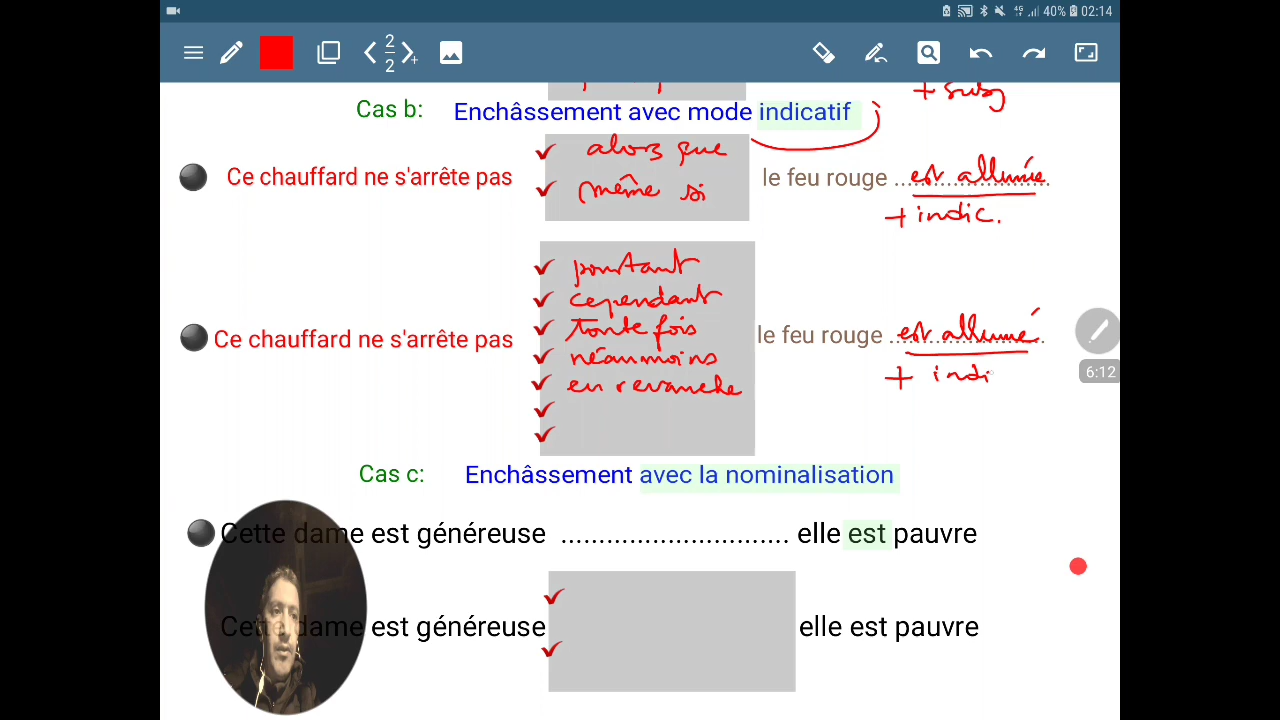 4G 40% 02:14
2
2
+ subj
Cas b: Enchâssement avec mode indicatif
alors que
Ce chauffard ne s'arrête pas même si le feu rouge .......................... est allumé
+ indic.
pourtant
cependant
Ce chauffard ne s'arrête pas toute fois le feu rouge .......................... est allumé
néanmoins
+ indi
6:12
en revanche
Cas c: Enchâssement avec la nominalisation
Cette dame est généreuse ............................. elle est pauvre
Cette dame est généreuse elle est pauvre